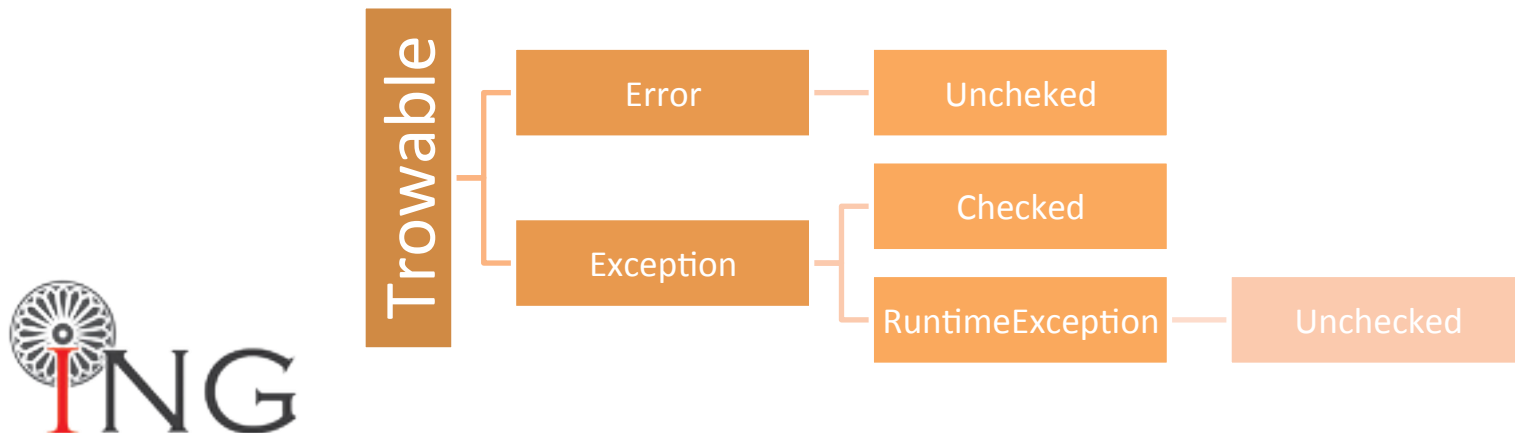 Trowable
Error
Uncheked
Exception
Checked
RuntimeException
Unchecked
ING